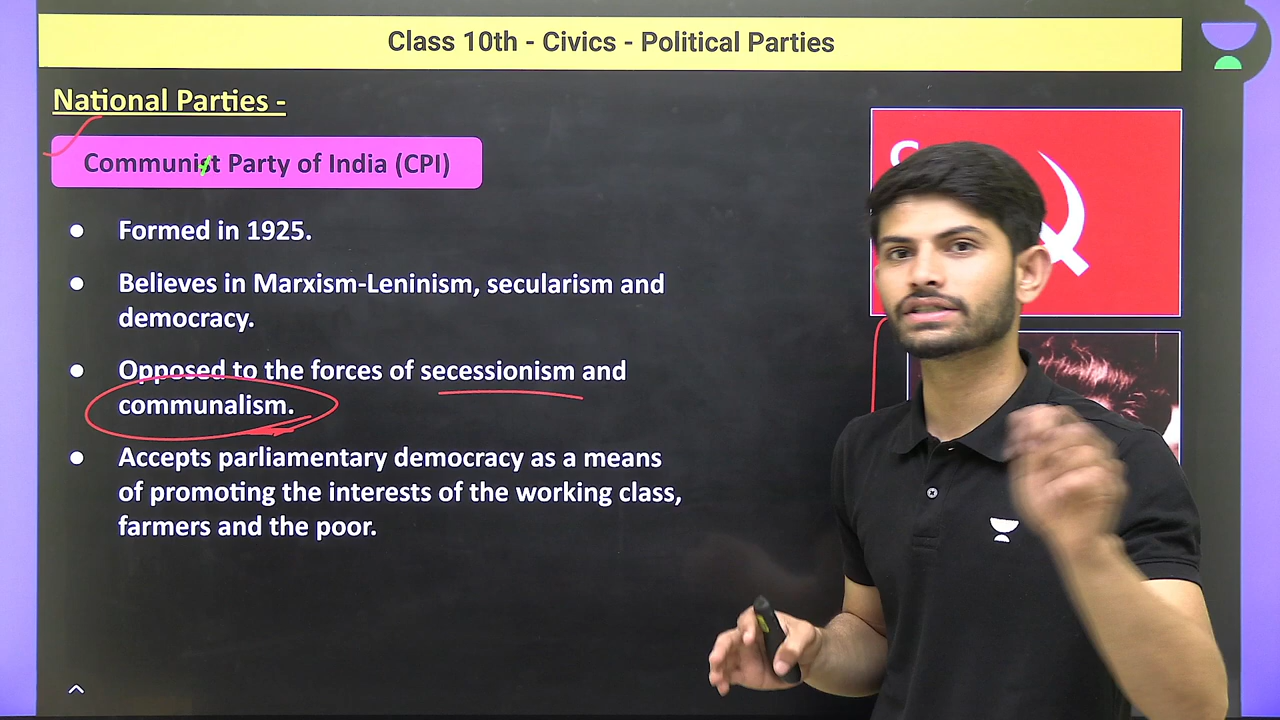 Class 10th - Civics - Political Parties
National Parties -
Communist Party of India (CPI)
C
● Formed in 1925.
● Believes in Marxism-Leninism, secularism and
democracy.
● Opposed to the forces of secessionism and
communalism.
● Accepts parliamentary democracy as a means
of promoting the interests of the working class,
farmers and the poor.